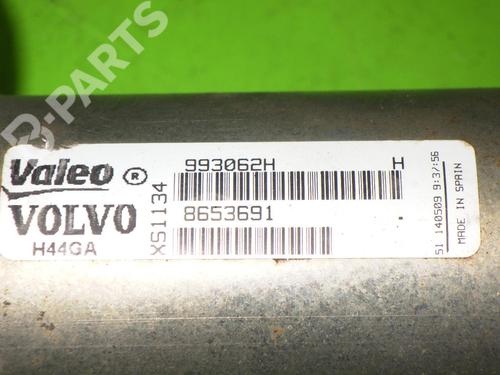 B-PARTS
Valeo ®
VOLVO
H44GA
XS1134
993062H H
8653691
51 140509 9:37:56
MADE IN SPAIN